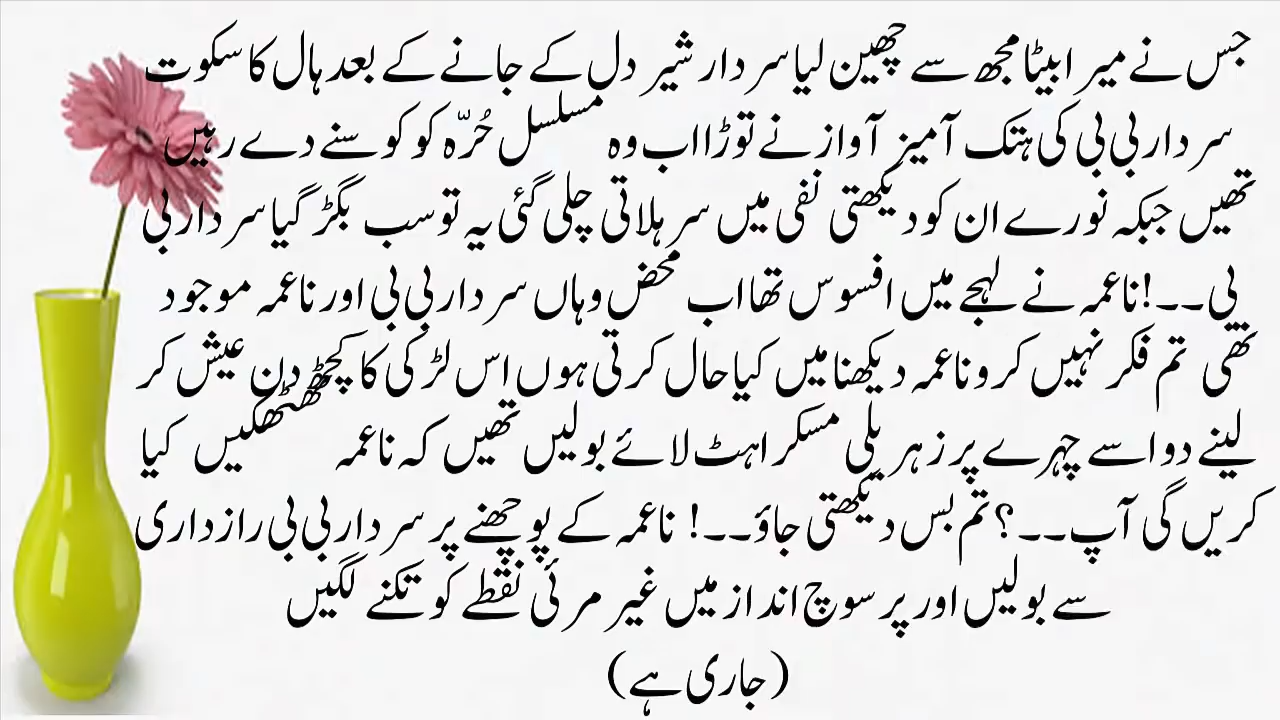 جس نے میرا بیٹا مجھ سے چھین لیا سردار شیر دل کے جانے کے بعد ہال کا سکوت
سردار بی بی کی ہتک آمیز آواز نے توڑا اب وہ مسلسل حُرّہ کو کوسنے دے رہیں
تھیں جبکہ نورے ان کو دیکھتی نفی میں سر ہلاتی چلی گئی یہ تو سب بگڑ گیا سردار بی
بی۔۔! ناعمہ نے لہجے میں افسوس تھا اب محض وہاں سردار بی بی اور ناعمہ موجود
تھی تم فکر نہیں کرو ناعمہ دیکھنا میں کیا حال کرتی ہوں اس لڑکی کا کچھ دن عیش کر
لینے دو اسے چہرے پر زہریلی مسکراہٹ لائے بولیں تھیں کہ ناعمہ ٹھٹھکیں کیا
کریں گی آپ۔۔؟ تم بس دیکھتی جاؤ۔۔! ناعمہ کے پوچھنے پر سردار بی بی رازداری
سے بولیں اور پر سوچ انداز میں غیر مرئی نقطے کو تکنے لگیں
(جاری ہے)